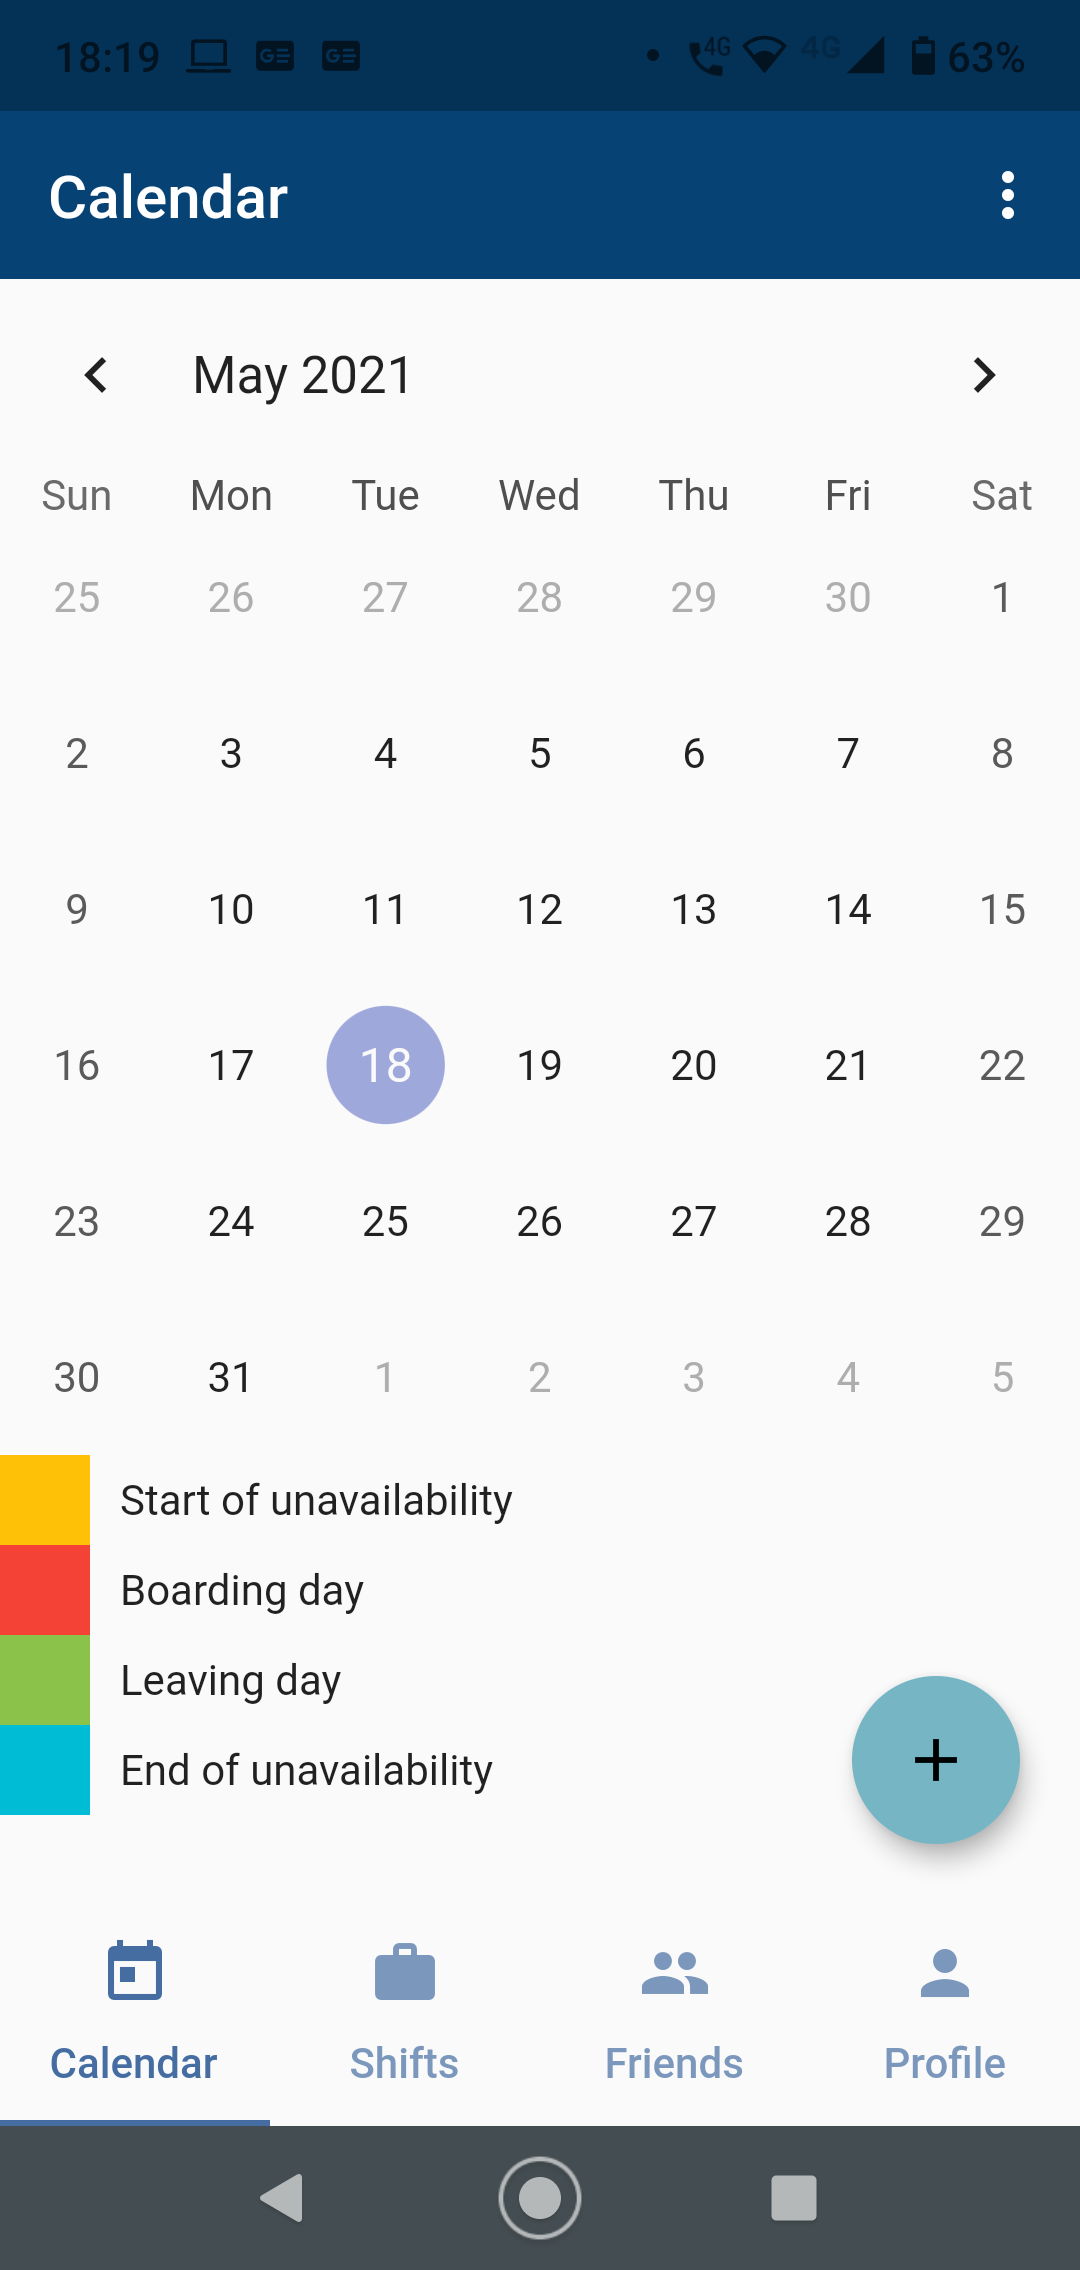 18:19 GE GE 4G 4G 63%
Calendar
May 2021
Sun Mon Tue Wed Thu Fri Sat
25 26 27 28 29 30 1
2 3 4 5 6 7 8
9 10 11 12 13 14 15
16 17 18 19 20 21 22
23 24 25 26 27 28 29
30 31 1 2 3 4 5
Start of unavailability
Boarding day
Leaving day
End of unavailability
Calendar Shifts Friends Profile